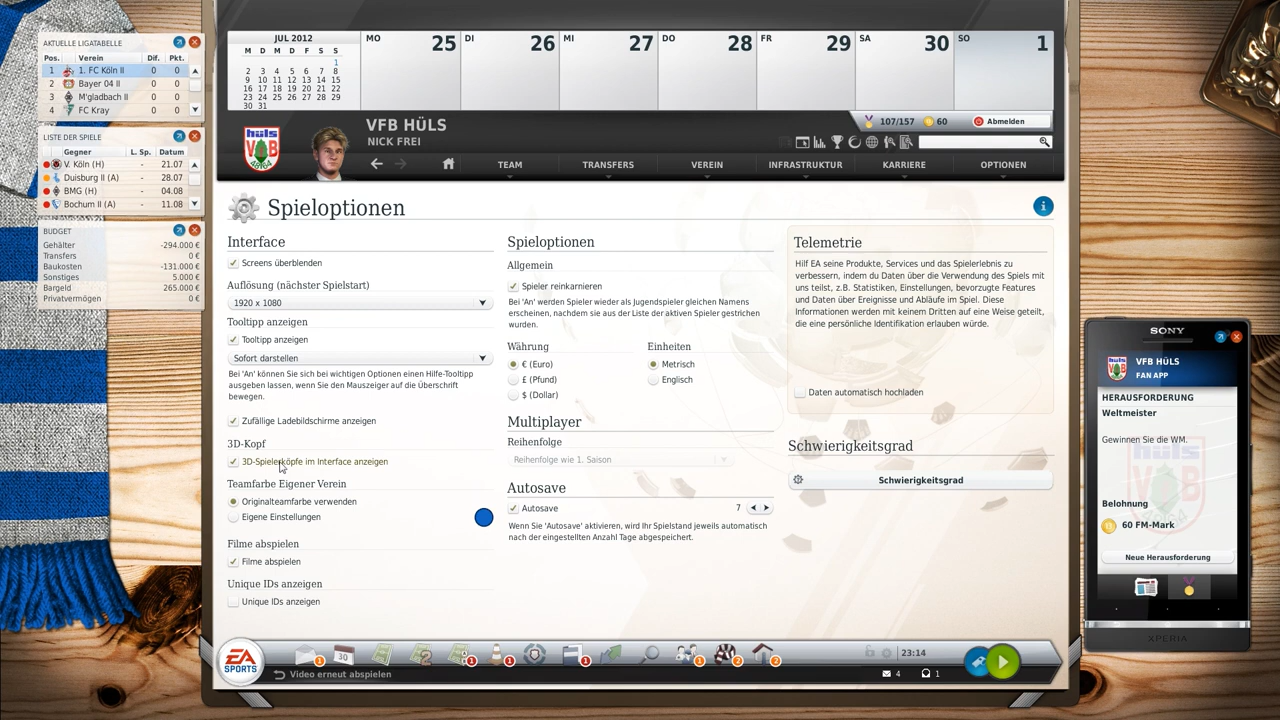 AKTUELLE LIGATABELLE
Pos. Verein Dif. Pkt.
1 1. FC Köln II 0 0
2 Bayer 04 II 0 0
3 M'gladbach II 0 0
4 FC Kray 0 0
LISTE DER SPIELE
Gegner L. Sp. Datum
V. Köln (H) - 21.07
Duisburg II (A) - 28.07
BMG (H) - 04.08
Bochum II (A) - 11.08
BUDGET
Gehälter -294.000 €
Transfers 0 €
Baukosten -131.000 €
Sonstiges 5.000 €
Bargeld 265.000 €
Privatvermögen 0 €
JUL 2012
M D M D F S S
1
2 3 4 5 6 7 8
9 10 11 12 13 14 15
16 17 18 19 20 21 22
23 24 25 26 27 28 29
30 31
MO 25 DI 26 MI 27 DO 28 FR 29 SA 30 SO 1
hüls
VFB HÜLS
NICK FREI
107/157 60 Abmelden
TEAM TRANSFERS VEREIN INFRASTRUKTUR KARRIERE OPTIONEN
Spieloptionen
Interface
Screens überblenden
Auflösung (nächster Spielstart)
1920 x 1080
Tooltipp anzeigen
Tooltipp anzeigen
Sofort darstellen
Bei 'An' können Sie sich bei wichtigen Optionen einen Hilfe-Tooltipp
ausgeben lassen, wenn Sie den Mauszeiger auf die Überschrift
bewegen.
Zufällige Ladebildschirme anzeigen
3D-Kopf
3D-Spielerköpfe im Interface anzeigen
Teamfarbe Eigener Verein
Originalteamfarbe verwenden
Eigene Einstellungen
Filme abspielen
Filme abspielen
Unique IDs anzeigen
Unique IDs anzeigen
Spieloptionen
Allgemein
Spieler reinkarnieren
Bei 'An' werden Spieler wieder als Jugendspieler gleichen Namens
erscheinen, nachdem sie aus der Liste der aktiven Spieler gestrichen
wurden.
Währung Einheiten
€ (Euro) Metrisch
£ (Pfund) Englisch
$ (Dollar)
Multiplayer
Reihenfolge
Reihenfolge wie 1. Saison
Autosave
Autosave 7
Wenn Sie 'Autosave' aktivieren, wird Ihr Spielstand jeweils automatisch
nach der eingestellten Anzahl Tage abgespeichert.
Telemetrie
Hilf EA seine Produkte, Services und das Spielerlebnis zu
verbessern, indem du Daten über die Verwendung des Spiels mit
uns teilst, z.B. Statistiken, Einstellungen, bevorzugte Features
und Daten über Ereignisse und Abläufe im Spiel. Diese
Informationen werden mit keinem Dritten auf eine Weise geteilt,
die eine persönliche Identifikation erlauben würde.
Daten automatisch hochladen
Schwierigkeitsgrad
Schwierigkeitsgrad
SONY
VFB HÜLS
FAN APP
HERAUSFORDERUNG
Weltmeister
Gewinnen Sie die WM.
Belohnung
60 FM-Mark
Neue Herausforderung
XPERIA
EA
SPORTS
1 30 2 1 1 1 1 2 2
23:14
Video erneut abspielen
4 1